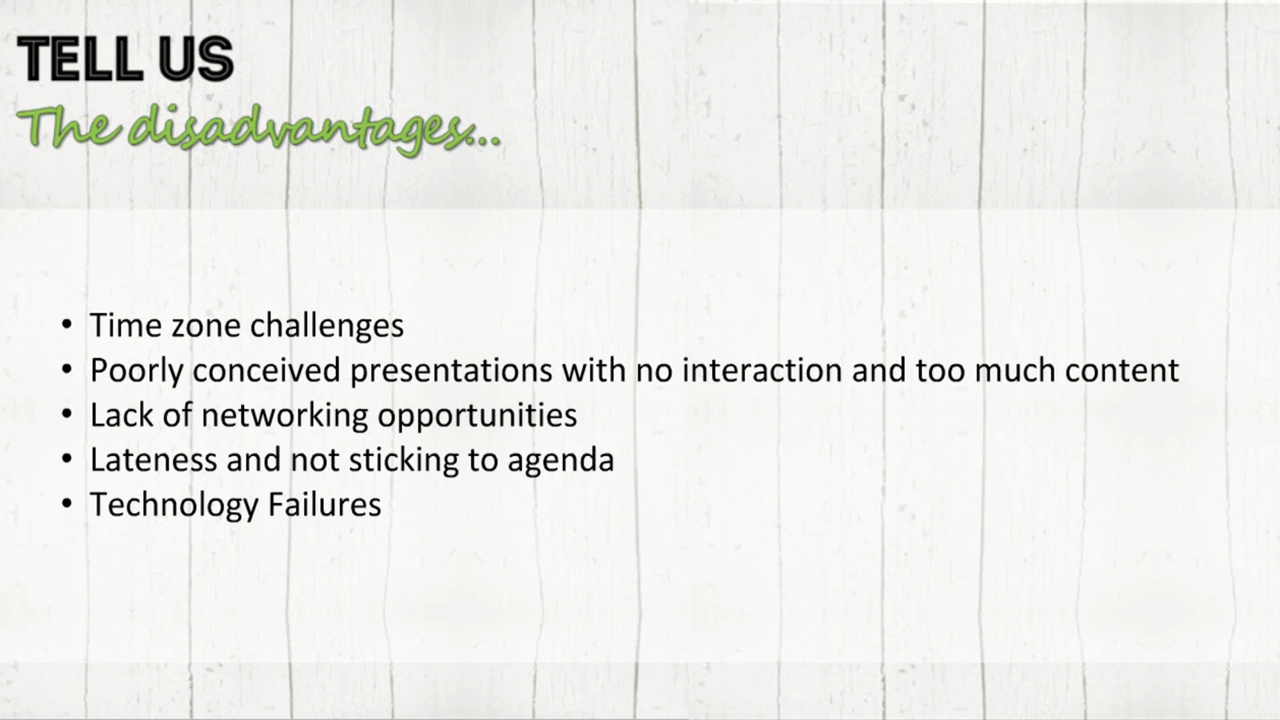 TELL US
The disadvantages...
• Time zone challenges
• Poorly conceived presentations with no interaction and too much content
• Lack of networking opportunities
• Lateness and not sticking to agenda
• Technology Failures